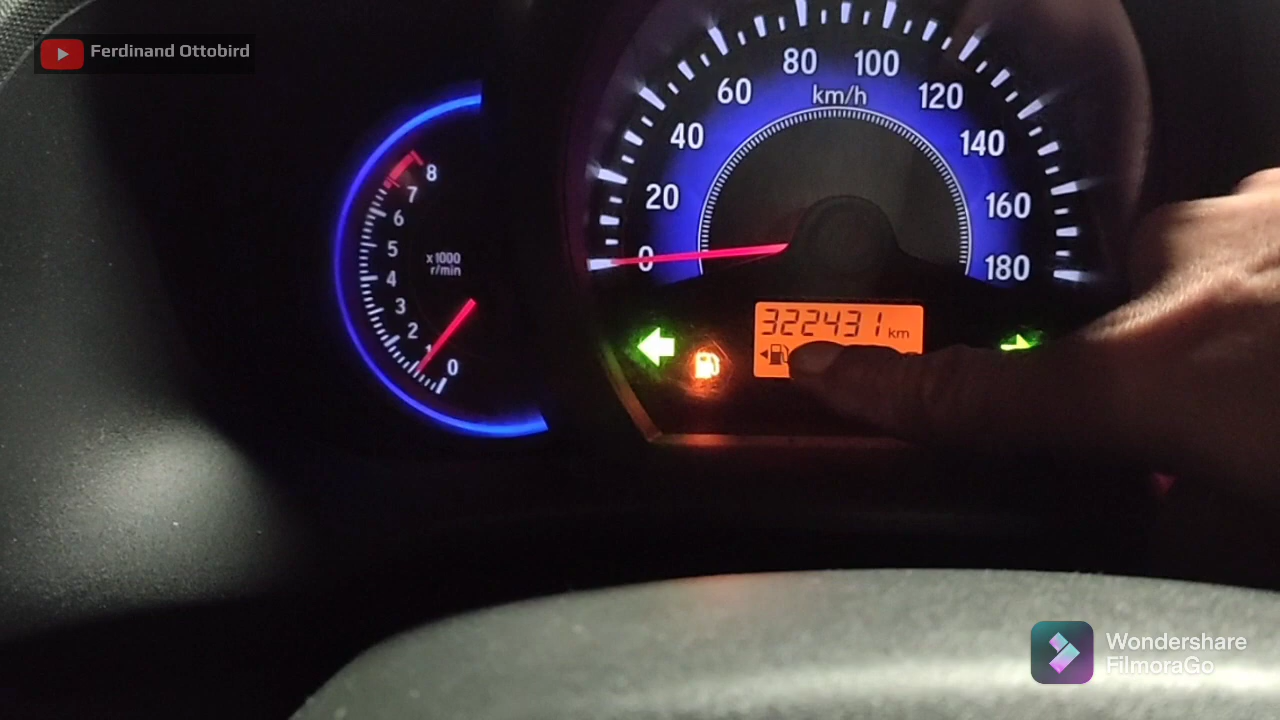 Ferdinand Ottobird
80 100
60 km/h 120
40 140
20 160
0 180
8
7
6
5
x1000
r/min
4
3
2
1
0
322431 km
Wondershare
FilmoraGo